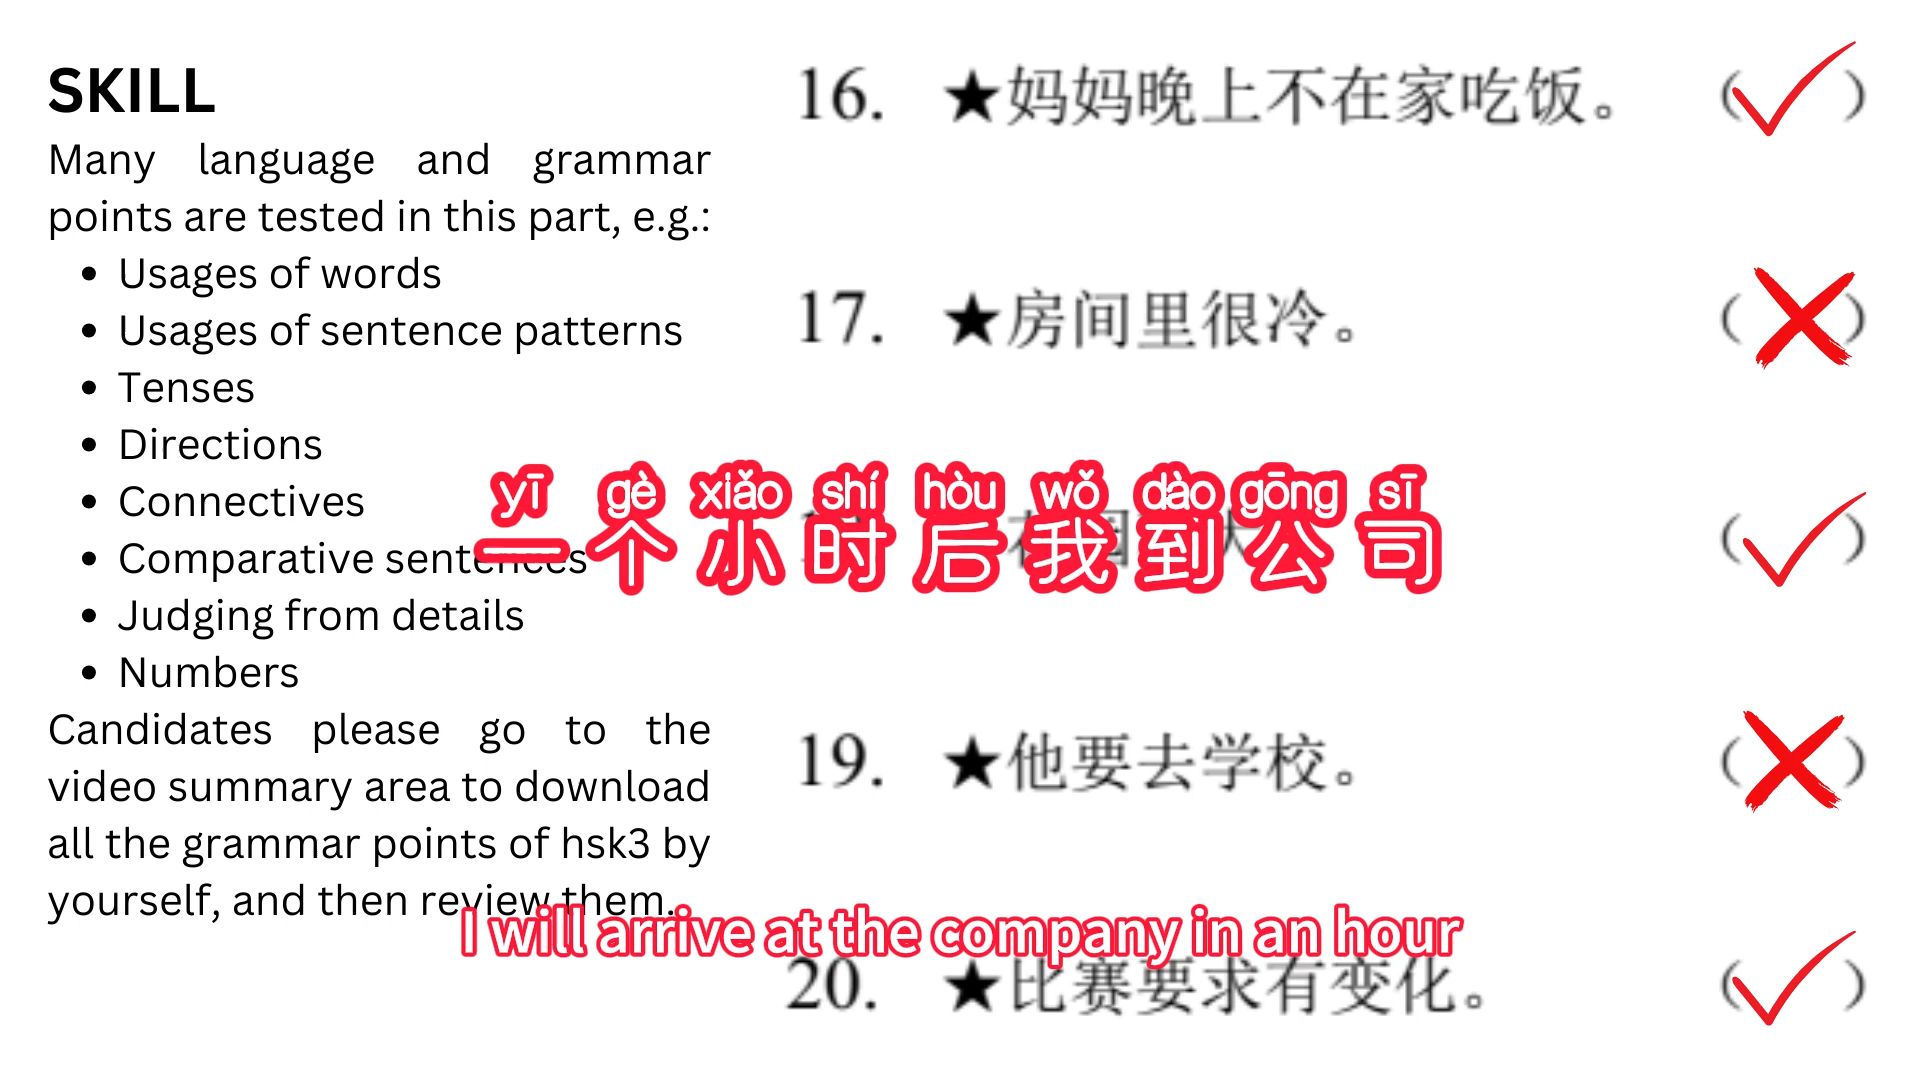 SKILL
Many language and grammar
points are tested in this part, e.g.:
• Usages of words
• Usages of sentence patterns
• Tenses
• Directions
• Connectives
• Comparative sentences
• Judging from details
• Numbers
Candidates please go to the
video summary area to download
all the grammar points of hsk3 by
yourself, and then review them.
16. ★妈妈晚上不在家吃饭。 (✓)
17. ★房间里很冷。 (✗)
yī gè xiǎo shí hòu wǒ dào gōng sī
一个小时后我到公司
(✓)
19. ★他要去学校。 (✗)
I will arrive at the company in an hour
20. ★比赛要求有变化。 (✓)